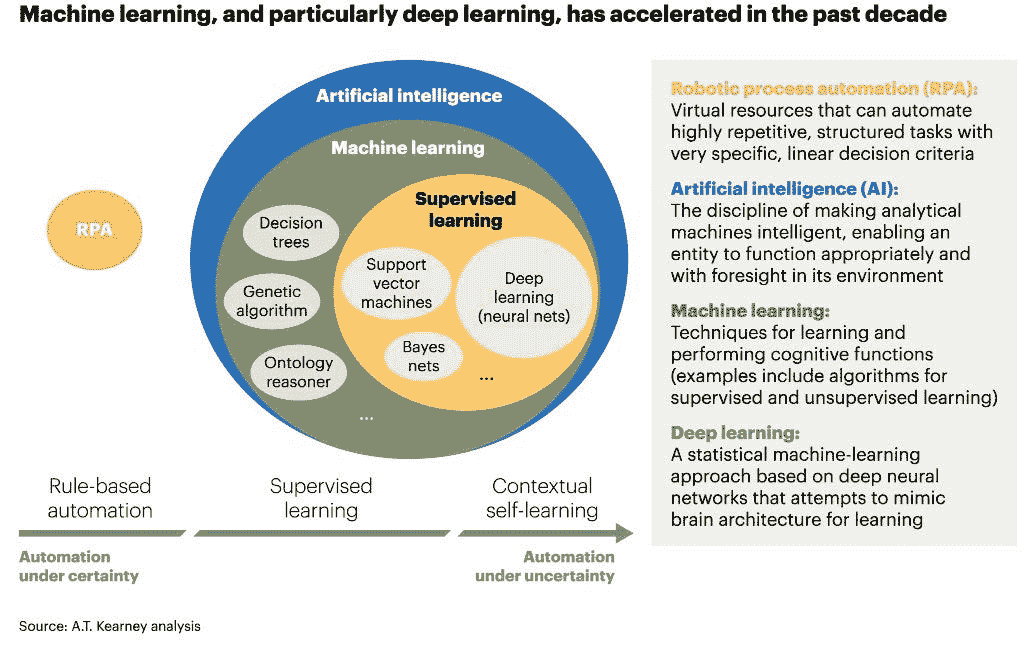 Machine learning, and particularly deep learning, has accelerated in the past decade
Artificial intelligence
Machine learning
Supervised
learning
RPA
Decision
trees
Support
vector
machines
Deep
learning
(neural nets)
Genetic
algorithm
Bayes
nets
Ontology
reasoner
...
...
Rule-based
automation
Supervised
learning
Contextual
self-learning
Automation
under certainty
Automation
under uncertainty
Robotic process automation (RPA):
Virtual resources that can automate
highly repetitive, structured tasks with
very specific, linear decision criteria
Artificial intelligence (AI):
The discipline of making analytical
machines intelligent, enabling an
entity to function appropriately and
with foresight in its environment
Machine learning:
Techniques for learning and
performing cognitive functions
(examples include algorithms for
supervised and unsupervised learning)
Deep learning:
A statistical machine-learning
approach based on deep neural
networks that attempts to mimic
brain architecture for learning
Source: A.T. Kearney analysis